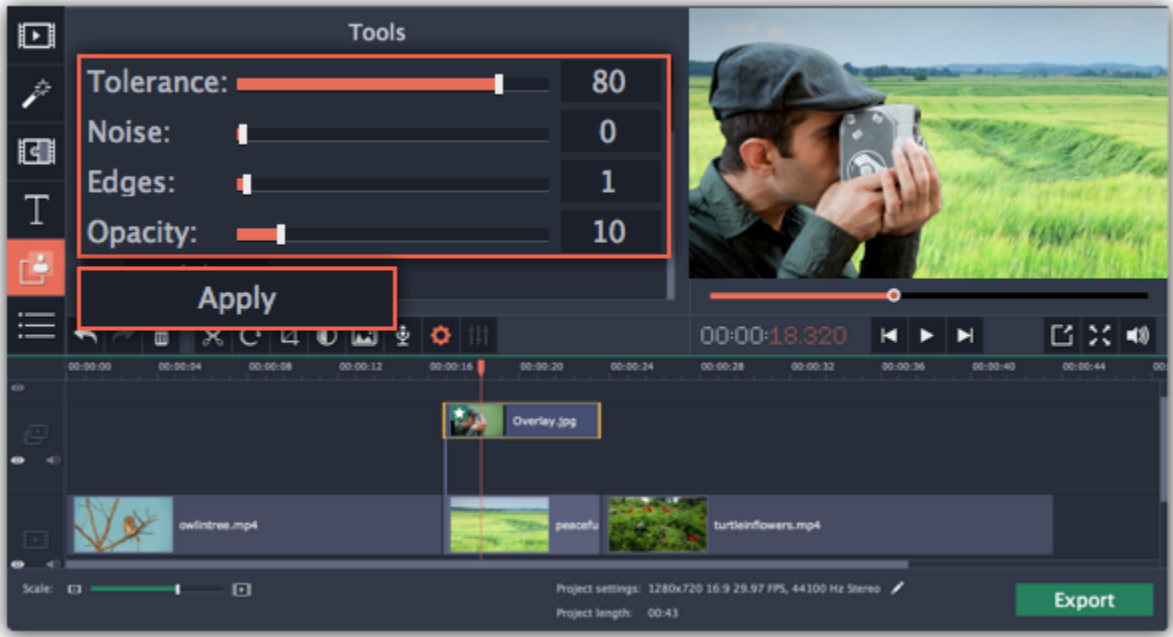 Tools
Tolerance: 80
Noise: 0
Edges: 1
Opacity: 10
Apply
T
00:00:18.320
00:00:00 00:00:04 00:00:08 00:00:12 00:00:16 00:00:20 00:00:24 00:00:28 00:00:32 00:00:36 00:00:40 00:00:44 00:
Overlay.jpg
owlintree.mp4 peacefu turtleinflowers.mp4
Scale:
Project settings: 1280x720 16:9 29.97 FPS, 44100 Hz Stereo
Project length: 00:43
Export